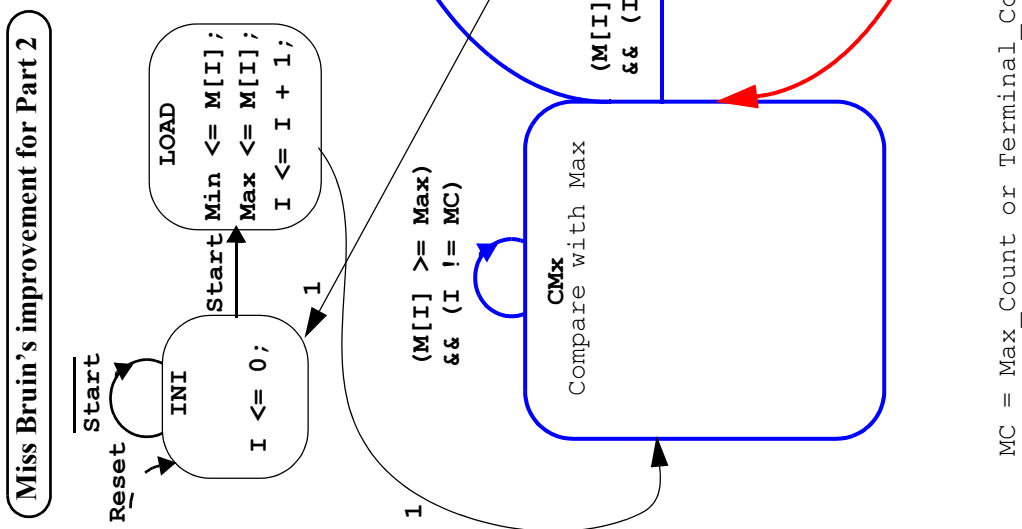 Miss Bruin's improvement for Part 2
Start
Reset
INI
I <= 0;
Start
1
LOAD
Min <= M[I];
Max <= M[I];
I <= I + 1;
1
(M[I] >= Max)
&& (I != MC)
CMx
Compare with Max
(M[I]
&& (I
MC = Max_Count or Terminal_Co